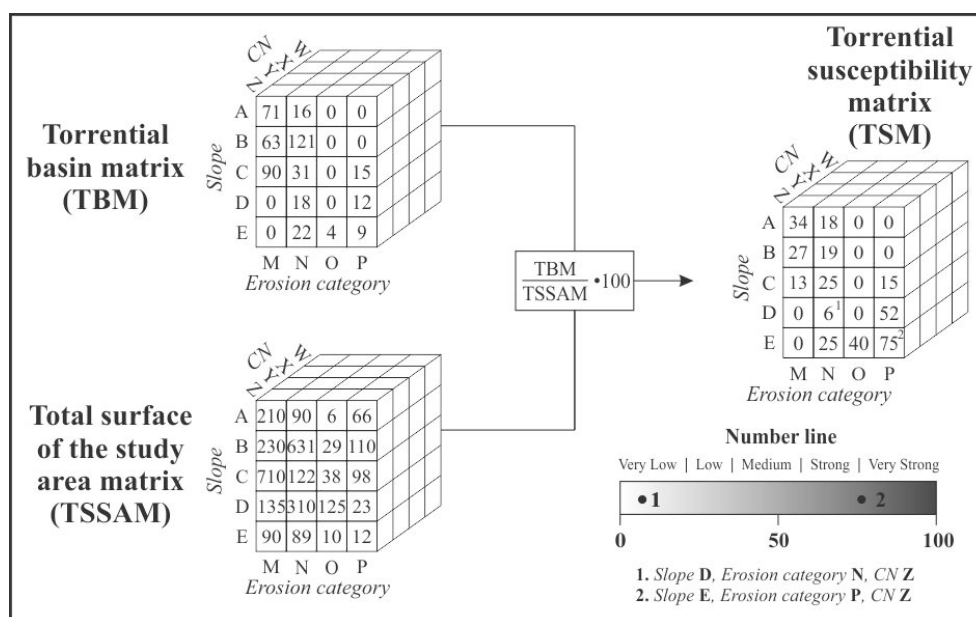 Torrential
basin matrix
(TBM)
CN
Z Y X W
Slope
A 71 16 0 0
B 63 121 0 0
C 90 31 0 15
D 0 18 0 12
E 0 22 4 9
M N O P
Erosion category
Total surface
of the study
area matrix
(TSSAM)
CN
Z Y X W
Slope
A 210 90 6 66
B 230 631 29 110
C 710 122 38 98
D 135 310 125 23
E 90 89 10 12
M N O P
Erosion category
TBM
TSSAM •100
Torrential
susceptibility
matrix
(TSM)
CN
Z Y X W
Slope
A 34 18 0 0
B 27 19 0 0
C 13 25 0 15
D 0 6¹ 0 52
E 0 25 40 75²
M N O P
Erosion category
Number line
Very Low | Low | Medium | Strong | Very Strong
•1 • 2
0 50 100
1. Slope D, Erosion category N, CN Z
2. Slope E, Erosion category P, CN Z